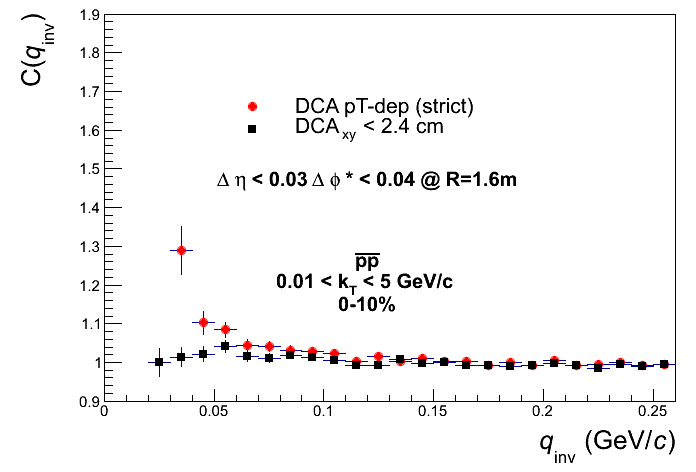 C(q_inv)
1.9
1.8
1.7
1.6
1.5
1.4
1.3
1.2
1.1
1
0.9
DCA pT-dep (strict)
DCA_xy < 2.4 cm
Δ η < 0.03 Δ ϕ * < 0.04 @ R=1.6m
p̅p̅
0.01 < k_T < 5 GeV/c
0-10%
0 0.05 0.1 0.15 0.2 0.25
q_inv (GeV/c)